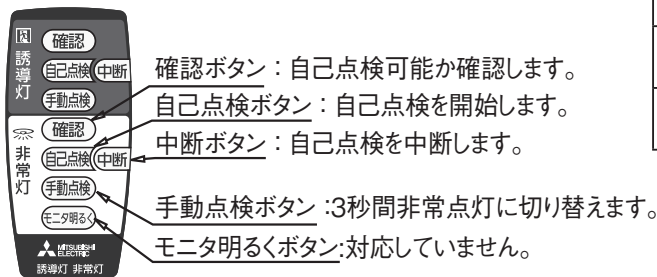 誘導灯
確認
自己点検 中断
手動点検
非常灯
確認
自己点検 中断
手動点検
モニタ明るく
MITSUBISHI
ELECTRIC
誘導灯 非常灯
確認ボタン：自己点検可能か確認します。
自己点検ボタン：自己点検を開始します。
中断ボタン：自己点検を中断します。
手動点検ボタン:3秒間非常点灯に切り替えます。
モニタ明るくボタン:対応していません。